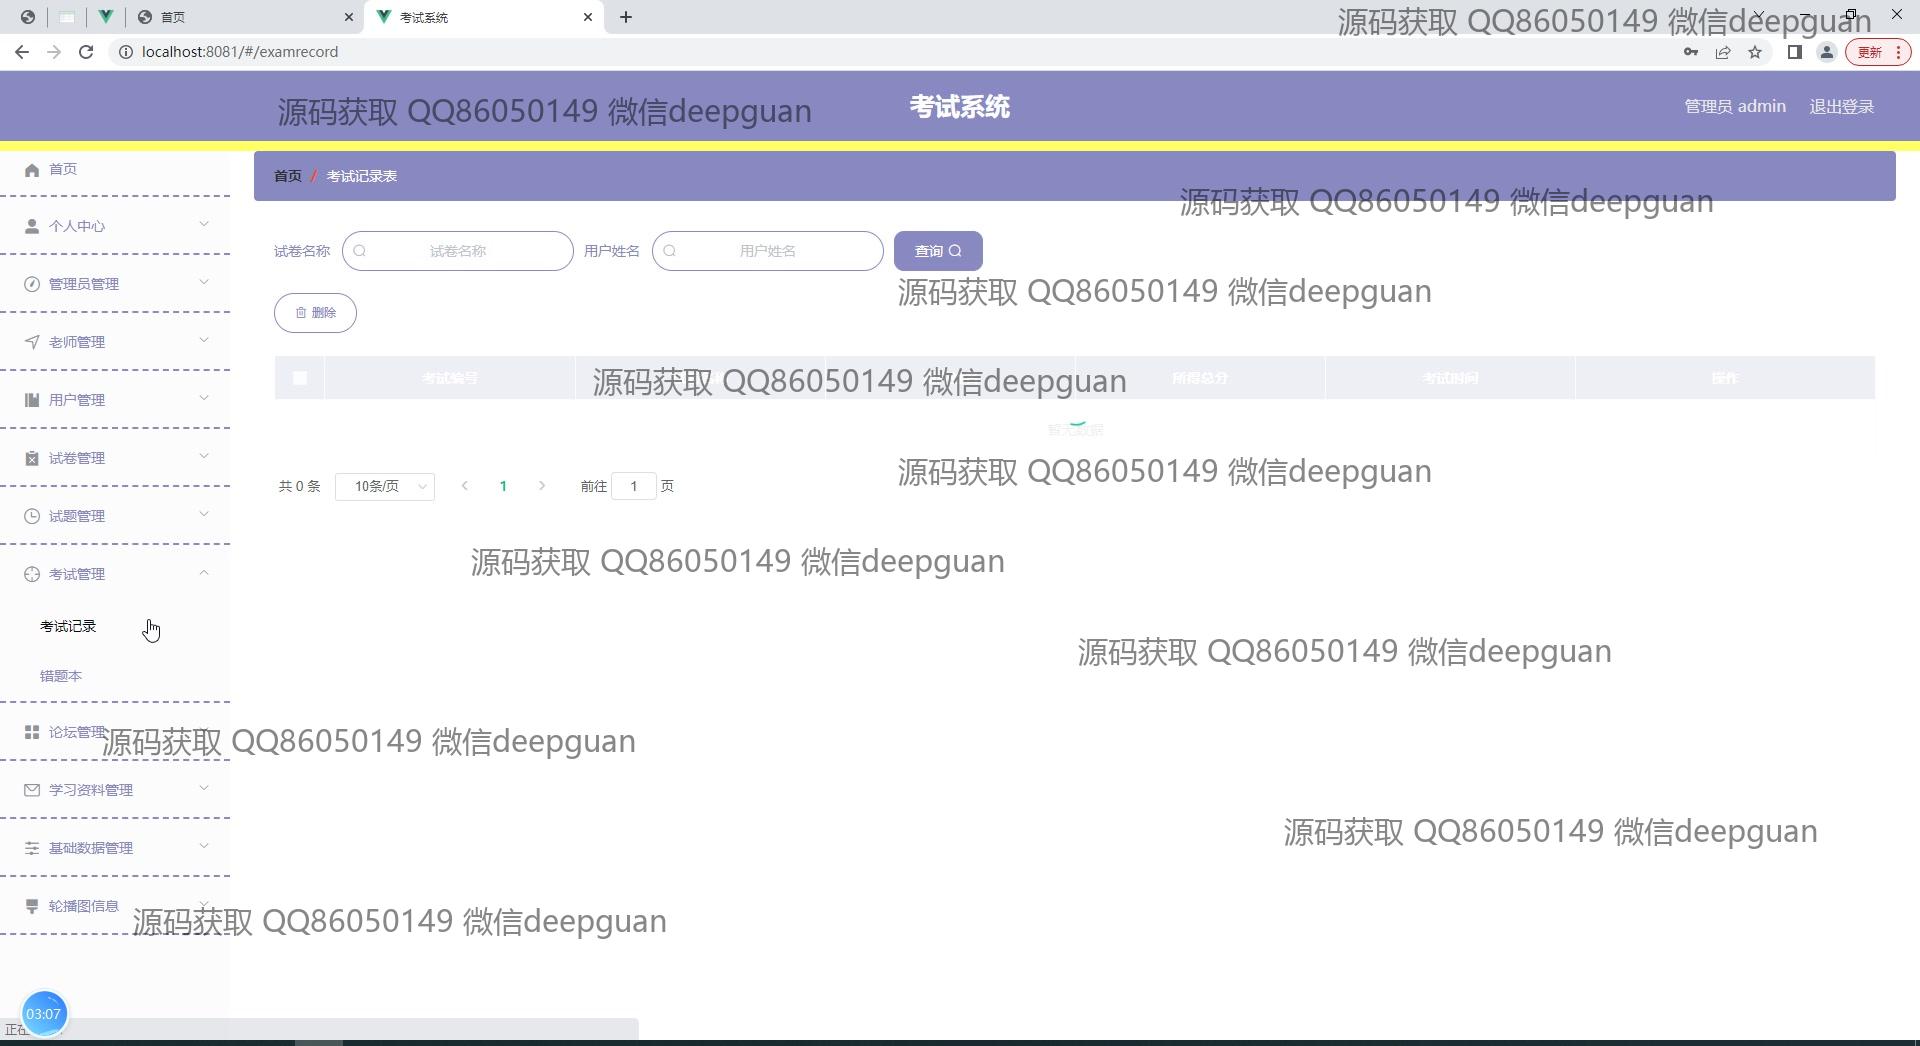 首页
考试系统
localhost:8081/#/examrecord
更新
源码获取 QQ86050149 微信deepguan
源码获取 QQ86050149 微信deepguan
考试系统
管理员 admin
退出登录
首页
首页 / 考试记录表
源码获取 QQ86050149 微信deepguan
个人中心
试卷名称
试卷名称
用户姓名
用户姓名
查询
管理员管理
源码获取 QQ86050149 微信deepguan
删除
老师管理
考试编号
源码获取 QQ86050149 微信deepguan
所得总分
考试时间
操作
用户管理
暂无数据
试卷管理
源码获取 QQ86050149 微信deepguan
共 0 条
10条/页
1
前往 1 页
试题管理
源码获取 QQ86050149 微信deepguan
考试管理
考试记录
源码获取 QQ86050149 微信deepguan
错题本
论坛管理
源码获取 QQ86050149 微信deepguan
学习资料管理
源码获取 QQ86050149 微信deepguan
基础数据管理
轮播图信息
源码获取 QQ86050149 微信deepguan
03:07